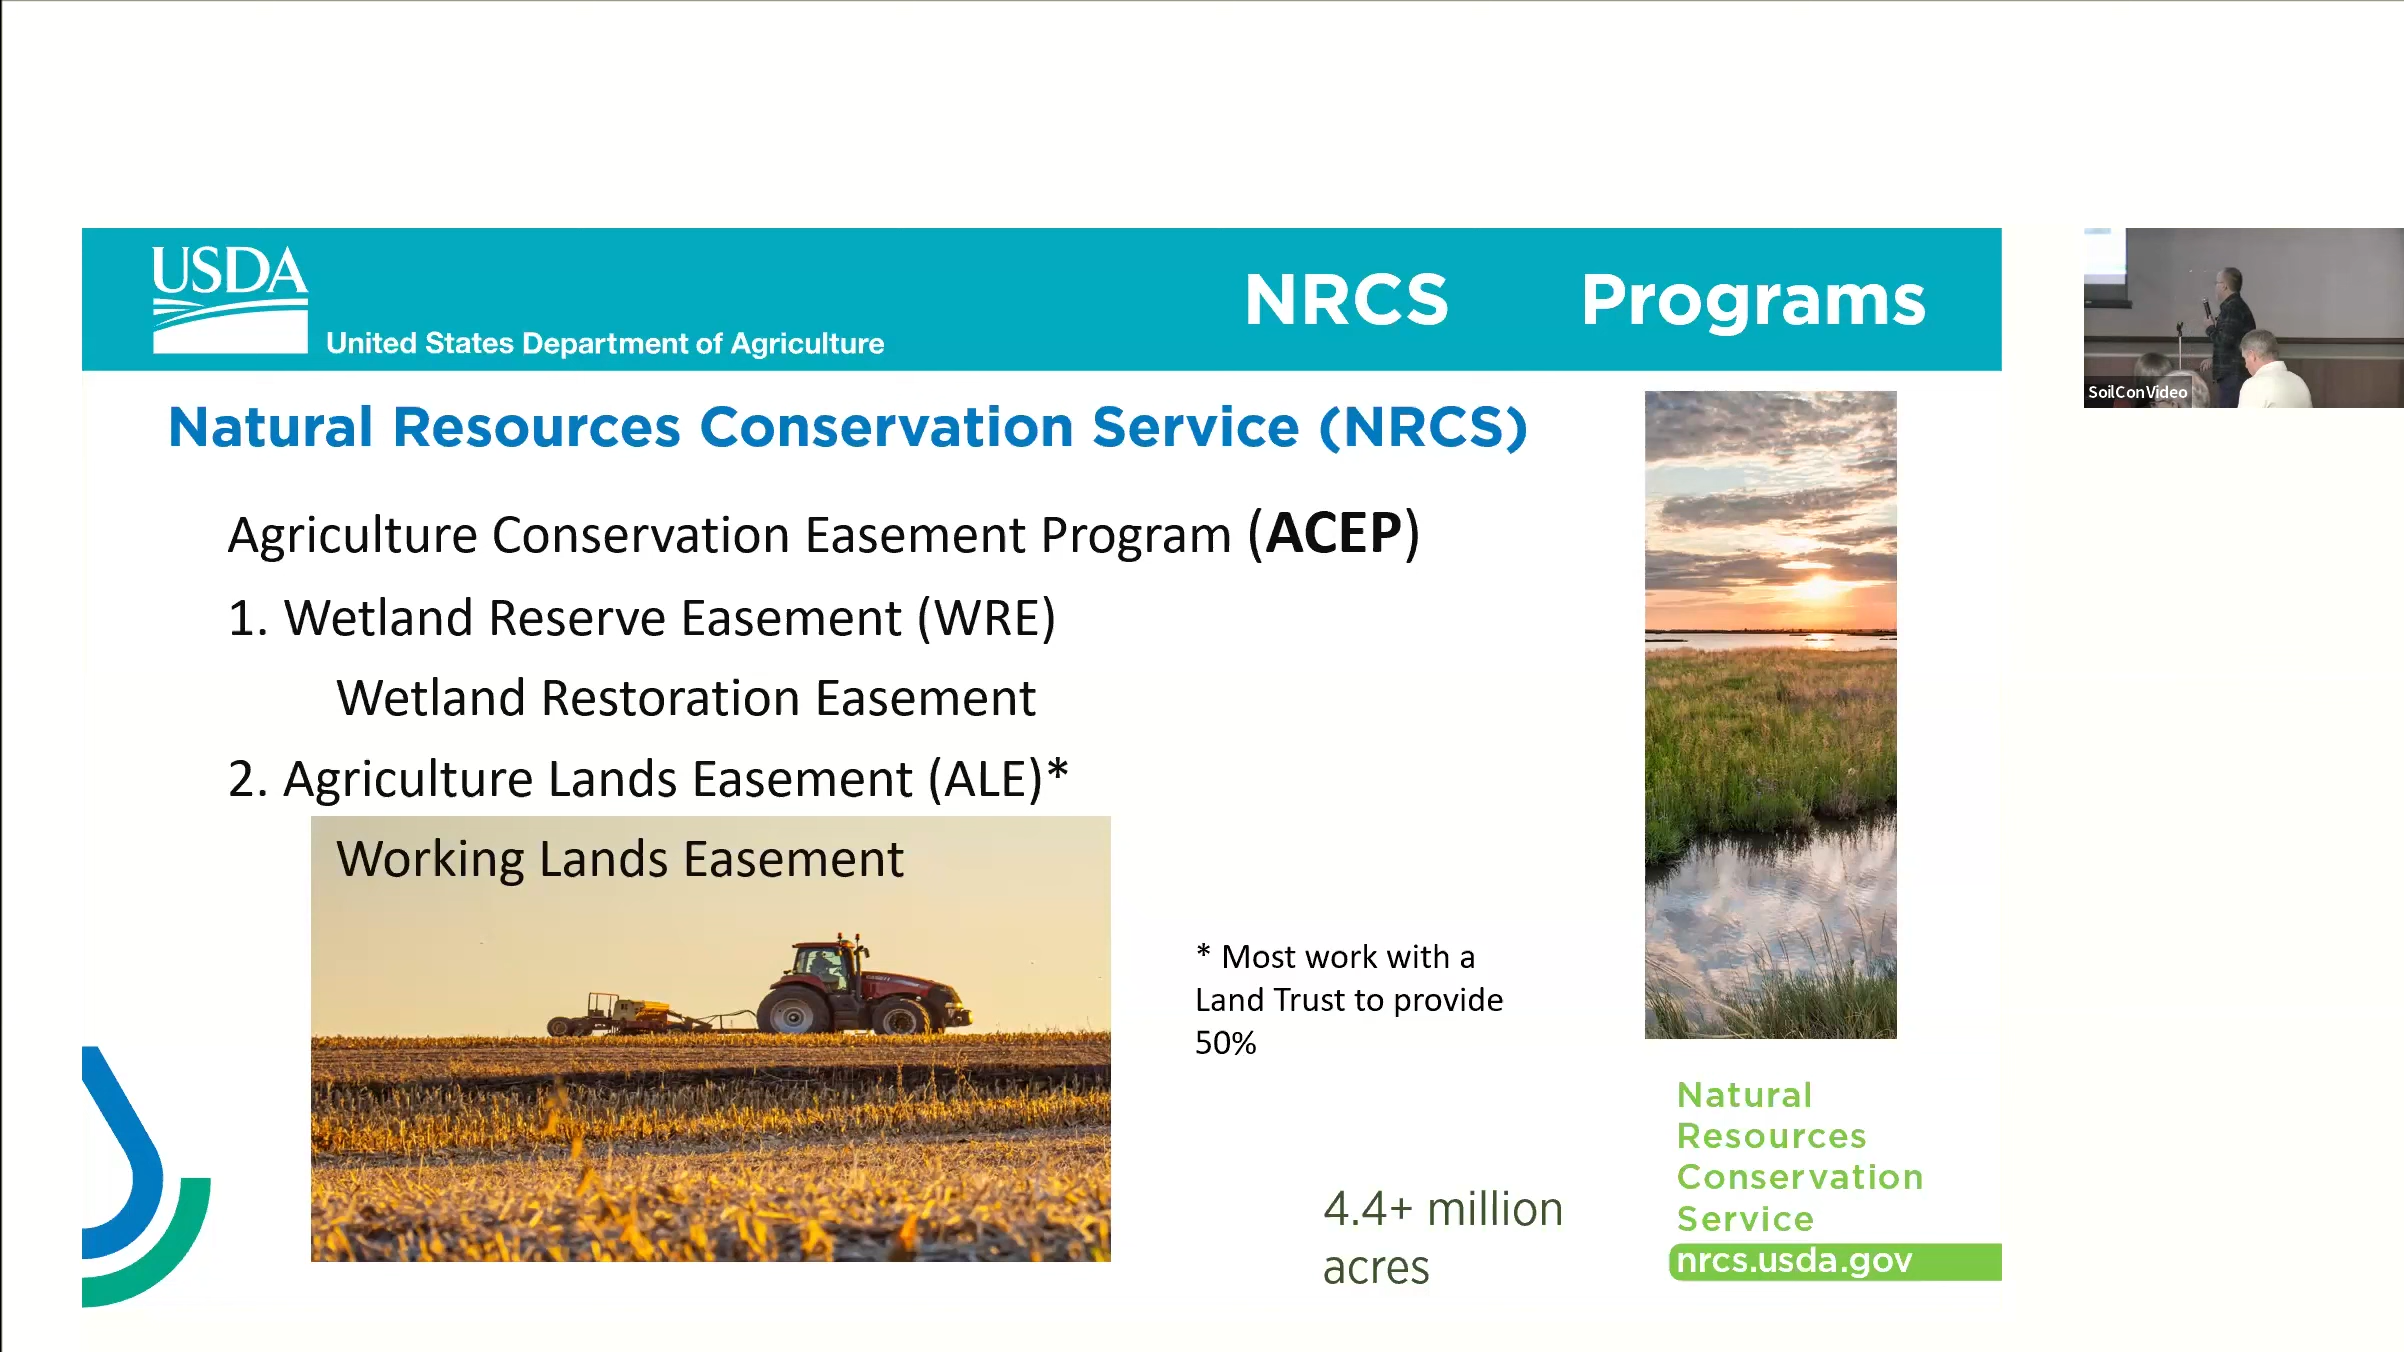 USDA
United States Department of Agriculture
NRCS Programs
Natural Resources Conservation Service (NRCS)
Agriculture Conservation Easement Program (ACEP)
1. Wetland Reserve Easement (WRE)
Wetland Restoration Easement
2. Agriculture Lands Easement (ALE)*
Working Lands Easement
* Most work with a
Land Trust to provide
50%
4.4+ million
acres
Natural
Resources
Conservation
Service
nrcs.usda.gov
SoilConVideo